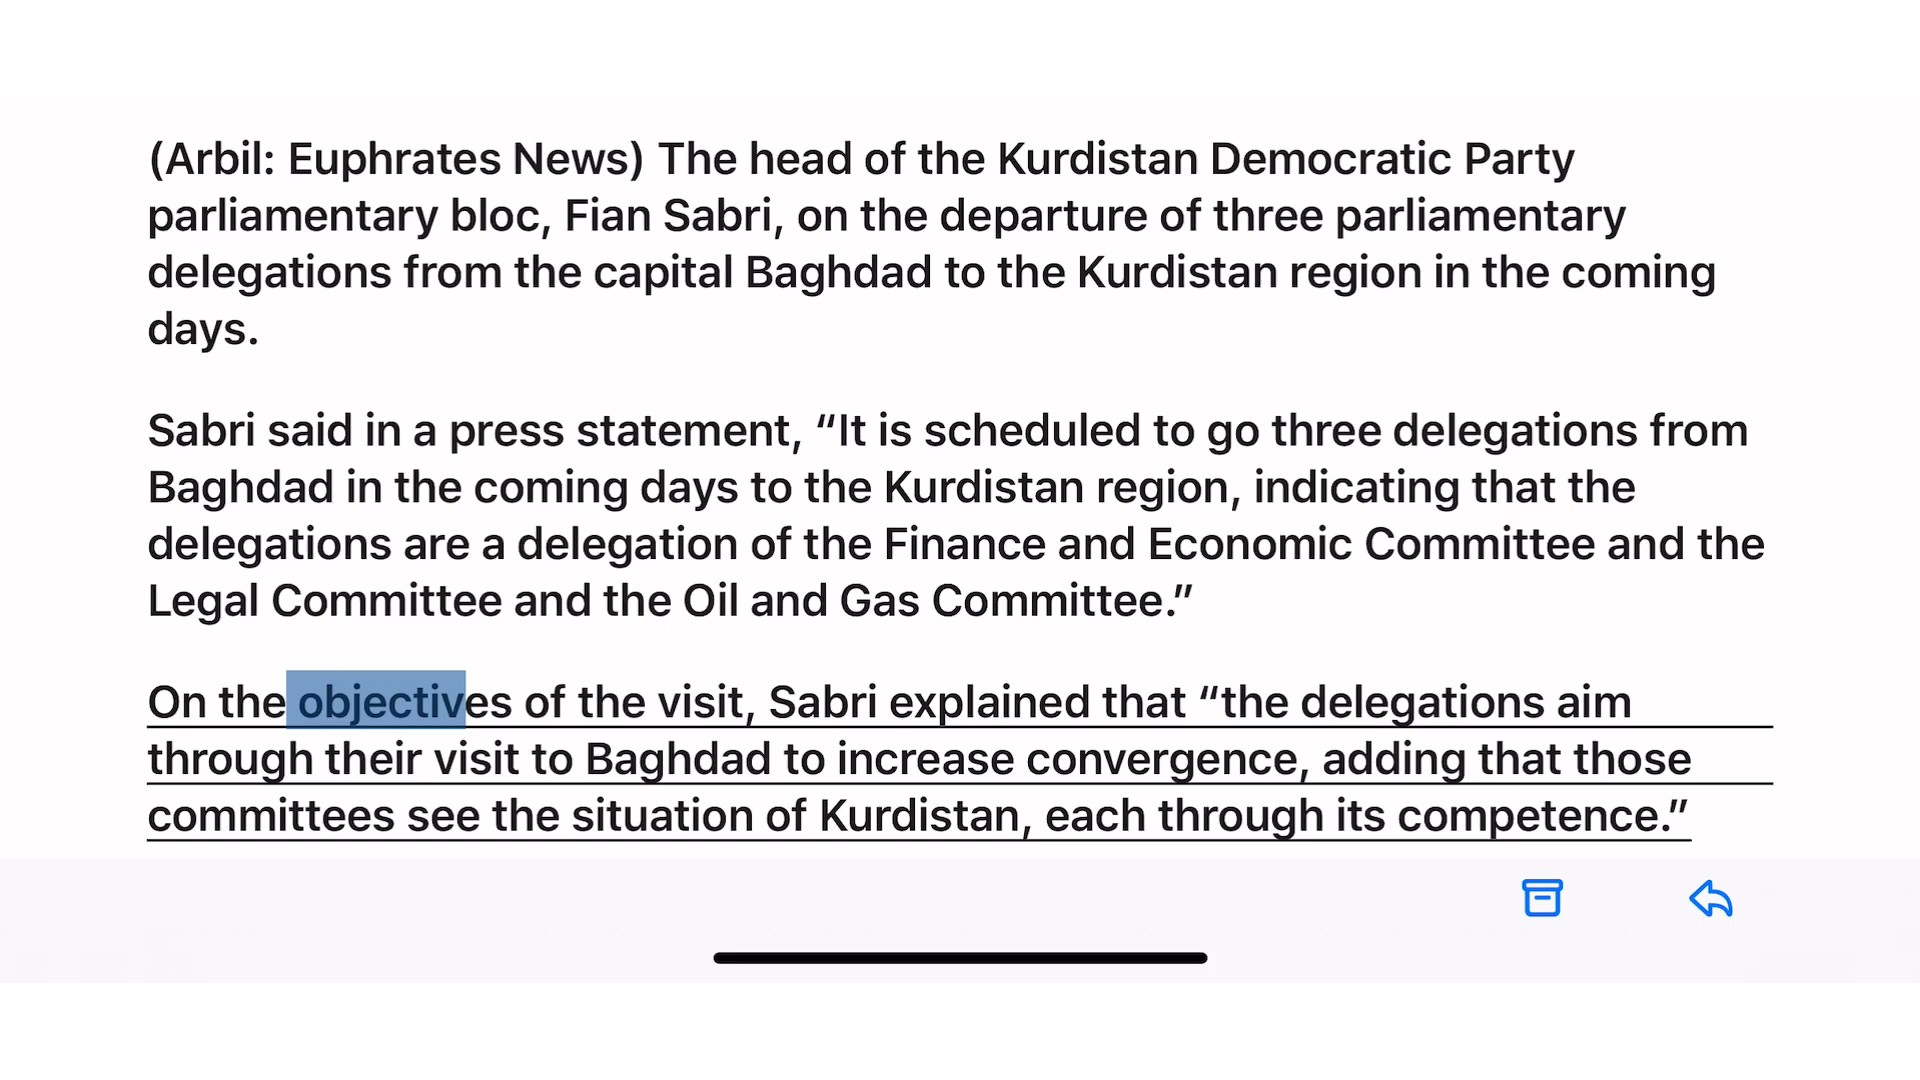 (Arbil: Euphrates News) The head of the Kurdistan Democratic Party
parliamentary bloc, Fian Sabri, on the departure of three parliamentary
delegations from the capital Baghdad to the Kurdistan region in the coming
days.
Sabri said in a press statement, “It is scheduled to go three delegations from
Baghdad in the coming days to the Kurdistan region, indicating that the
delegations are a delegation of the Finance and Economic Committee and the
Legal Committee and the Oil and Gas Committee.”
On the objectives of the visit, Sabri explained that “the delegations aim
through their visit to Baghdad to increase convergence, adding that those
committees see the situation of Kurdistan, each through its competence.”